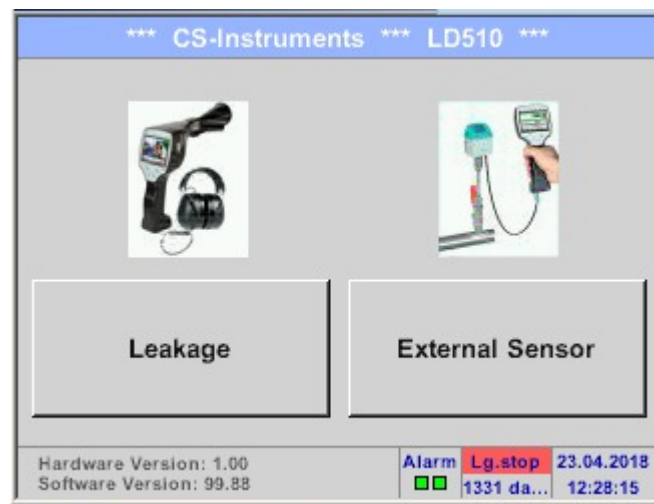 *** CS-Instruments *** LD510 ***
Leakage
External Sensor
Hardware Version: 1.00
Software Version: 99.88
Alarm
Lg.stop
1331 da...
23.04.2018
12:28:15